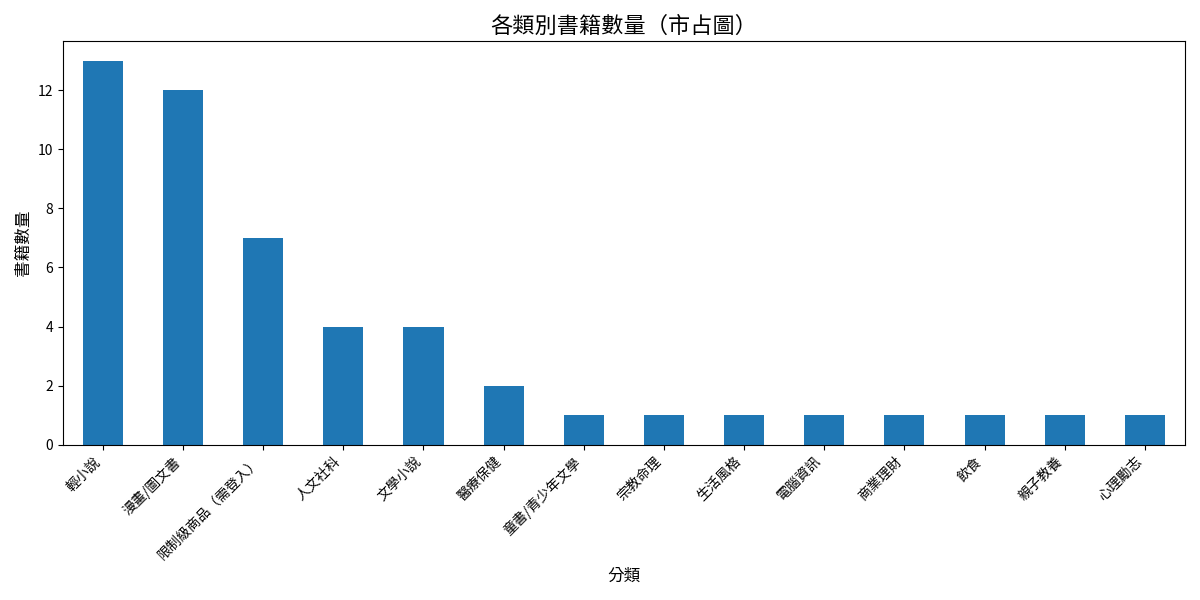 各類別書籍數量（市占圖）
書籍數量
12
10
8
6
4
2
0
輕小說
漫畫/圖文書
限制級商品（需登入）
人文社科
文學小說
醫療保健
童書/青少年文學
宗教命理
生活風格
電腦資訊
商業理財
飲食
親子教養
心理勵志
分類